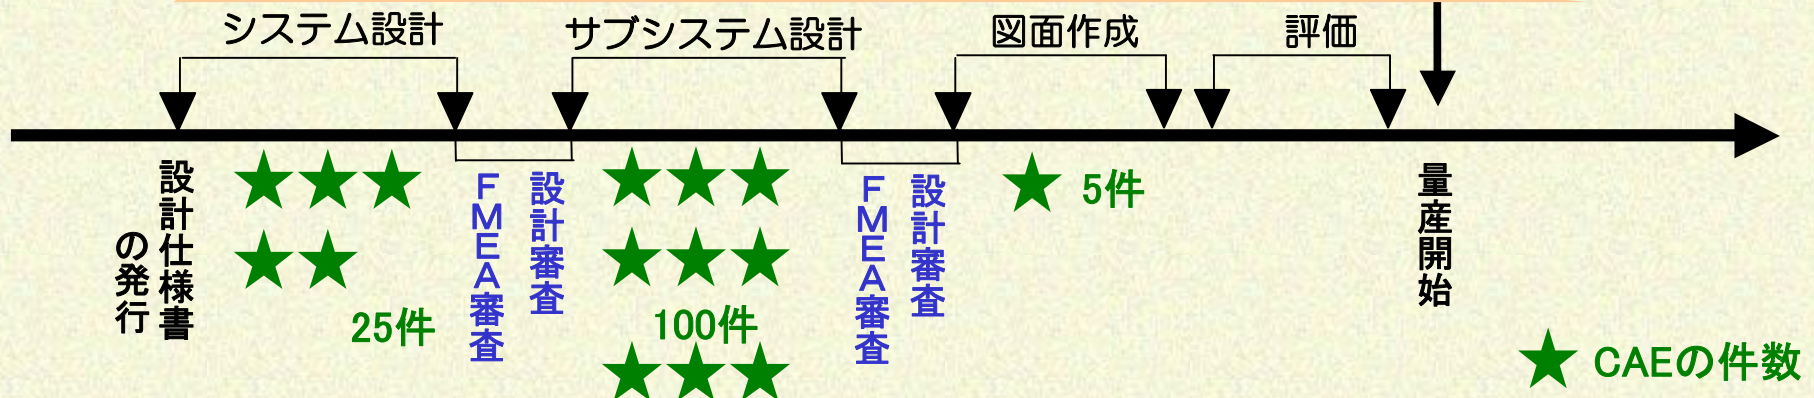 システム設計
サブシステム設計
図面作成
評価
設計仕様書
の発行
25件
FMEA審査
設計審査
100件
FMEA審査
設計審査
5件
量産開始
CAEの件数